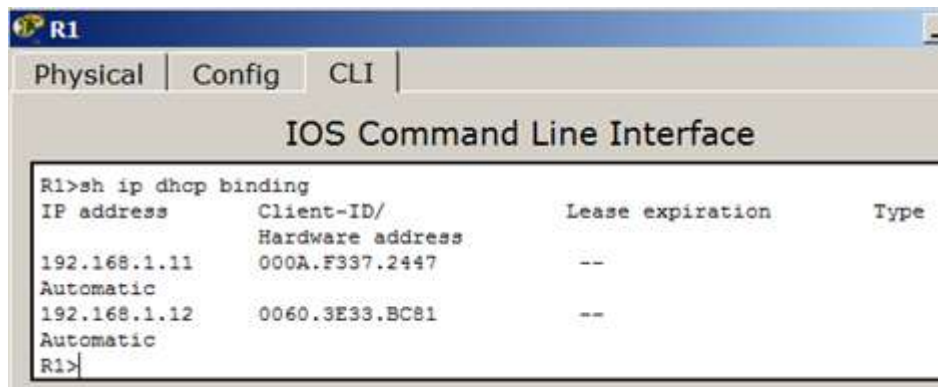 R1
Physical Config CLI
IOS Command Line Interface
R1>sh ip dhcp binding
IP address Client-ID/ Lease expiration Type
Hardware address
192.168.1.11 000A.F337.2447 --
Automatic
192.168.1.12 0060.3E33.BC81 --
Automatic
R1>